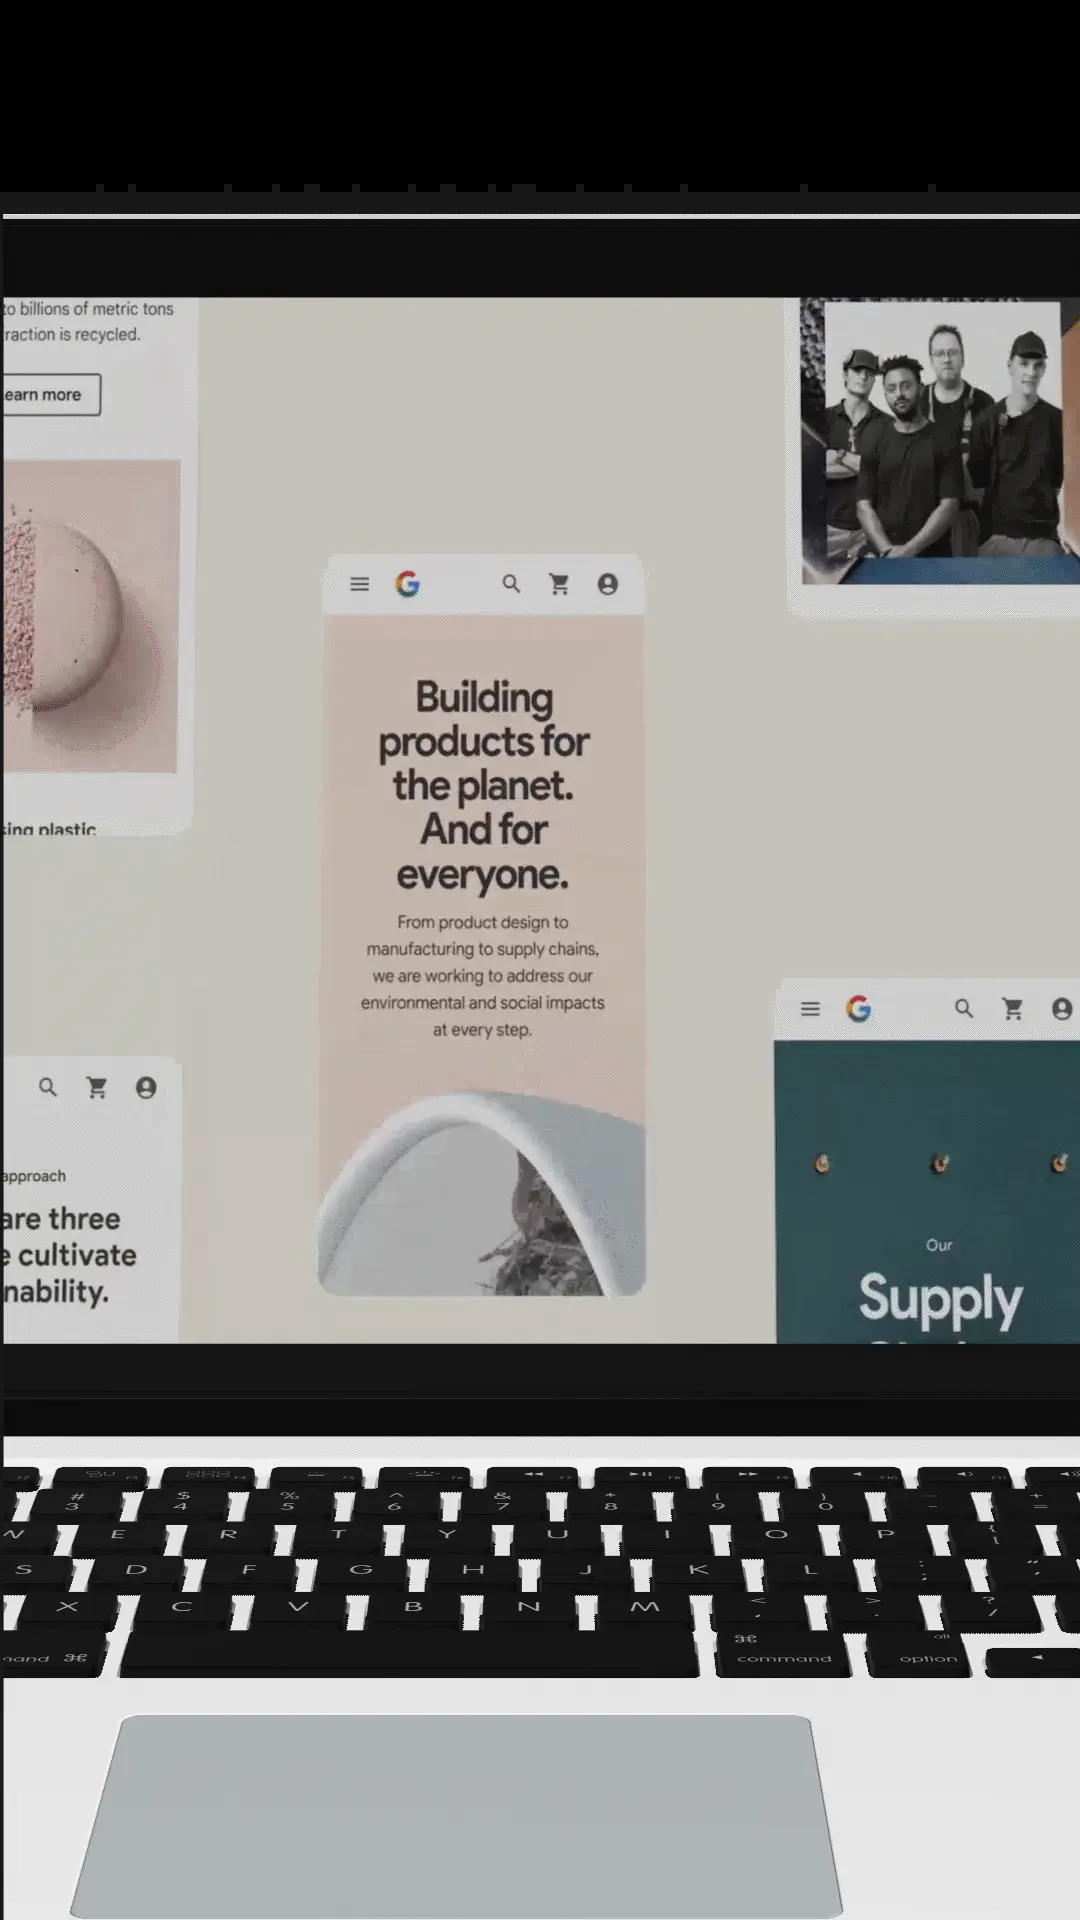 to billions of metric tons
raction is recycled.
earn more
sing plastic
Building
products for
the planet.
And for
everyone.
From product design to
manufacturing to supply chains,
we are working to address our
environmental and social impacts
at every step.
approach
are three
e cultivate
nability.
Our
Supply
# $ % ^ & * ( ) — +
3 4 5 6 7 8 9 0 - =
W E R T Y U I O P {
S D F G H J K L : "
X C V B N M < > ?
, . /
⌘ alt
mand ⌘ command option